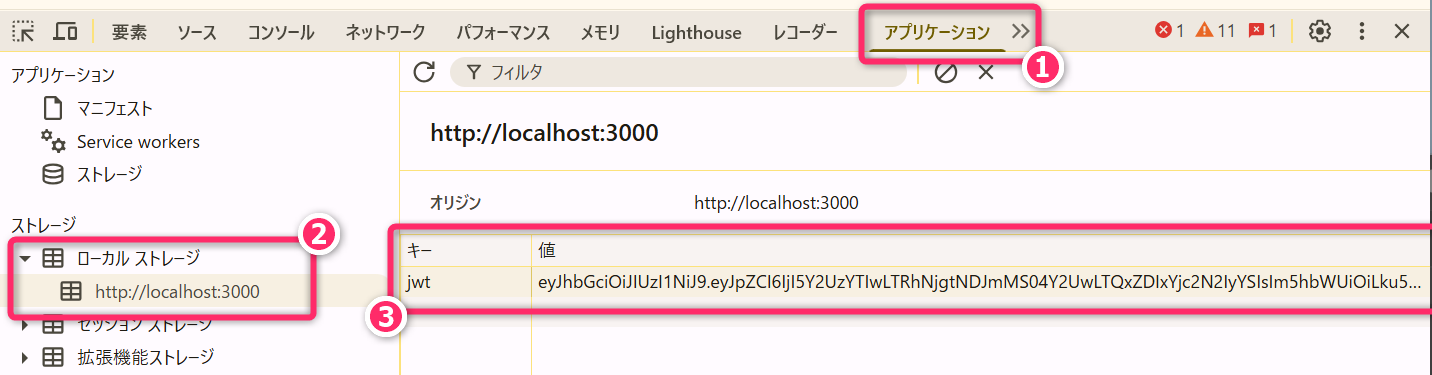 要素 ソース コンソール ネットワーク パフォーマンス メモリ Lighthouse レコーダー アプリケーション 1 11 1
1
アプリケーション
マニフェスト
Service workers
ストレージ
ストレージ
2
ローカル ストレージ
http://localhost:3000
セッション ストレージ
拡張機能ストレージ
フィルタ
http://localhost:3000
オリジン http://localhost:3000
キー 値
jwt eyJhbGciOiJIUzI1NiJ9.eyJpZCI6IjI5Y2UzYTIwLTRhNjgtNDJmMS04Y2UwLTQxZDIxYjc2N2IyYSIsIm5hbWUiOiLku5...
3